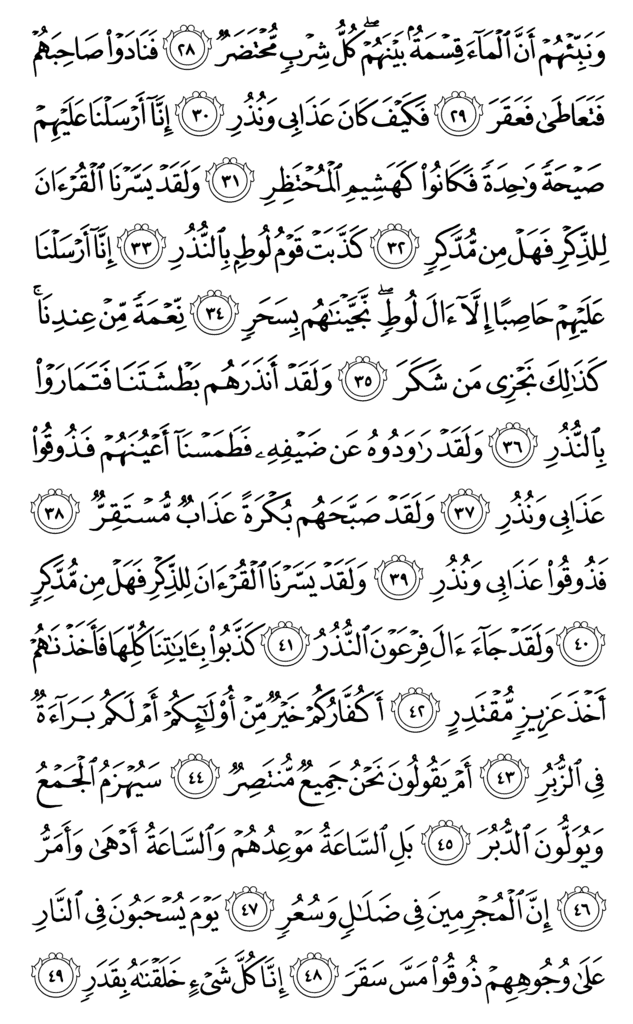 وَنَبِّئْهُمْ أَنَّ ٱلْمَآءَ قِسْمَةٌۢ بَيْنَهُمْ ۖ كُلُّ شِرْبٍ مُّحْتَضَرٌ ٢٨ فَنَادَوْا۟ صَاحِبَهُمْ
فَتَعَاطَىٰ فَعَقَرَ ٢٩ فَكَيْفَ كَانَ عَذَابِى وَنُذُرِ ٣٠ إِنَّآ أَرْسَلْنَا عَلَيْهِمْ
صَيْحَةً وَٰحِدَةً فَكَانُوا۟ كَهَشِيمِ ٱلْمُحْتَظِرِ ٣١ وَلَقَدْ يَسَّرْنَا ٱلْقُرْءَانَ
لِلذِّكْرِ فَهَلْ مِن مُّدَّكِرٍ ٣٢ كَذَّبَتْ قَوْمُ لُوطٍۭ بِٱلنُّذُرِ ٣٣ إِنَّآ أَرْسَلْنَا
عَلَيْهِمْ حَاصِبًا إِلَّآ ءَالَ لُوطٍ ۖ نَّجَّيْنَٰهُم بِسَحَرٍ ٣٤ نِّعْمَةً مِّنْ عِندِنَا ۚ
كَذَٰلِكَ نَجْزِى مَن شَكَرَ ٣٥ وَلَقَدْ أَنذَرَهُم بَطْشَتَنَا فَتَمَارَوْا۟
بِٱلنُّذُرِ ٣٦ وَلَقَدْ رَٰوَدُوهُ عَن ضَيْفِهِۦ فَطَمَسْنَآ أَعْيُنَهُمْ فَذُوقُوا۟
عَذَابِى وَنُذُرِ ٣٧ وَلَقَدْ صَبَّحَهُم بُكْرَةً عَذَابٌ مُّسْتَقِرٌّ ٣٨
فَذُوقُوا۟ عَذَابِى وَنُذُرِ ٣٩ وَلَقَدْ يَسَّرْنَا ٱلْقُرْءَانَ لِلذِّكْرِ فَهَلْ مِن مُّدَّكِرٍ
٤٠ وَلَقَدْ جَآءَ ءَالَ فِرْعَوْنَ ٱلنُّذُرُ ٤١ كَذَّبُوا۟ بِـَٔايَٰتِنَا كُلِّهَا فَأَخَذْنَٰهُمْ
أَخْذَ عَزِيزٍ مُّقْتَدِرٍ ٤٢ أَكُفَّارُكُمْ خَيْرٌ مِّنْ أُو۟لَٰٓئِكُمْ أَمْ لَكُم بَرَآءَةٌ
فِى ٱلزُّبُرِ ٤٣ أَمْ يَقُولُونَ نَحْنُ جَمِيعٌ مُّنتَصِرٌ ٤٤ سَيُهْزَمُ ٱلْجَمْعُ
وَيُوَلُّونَ ٱلدُّبُرَ ٤٥ بَلِ ٱلسَّاعَةُ مَوْعِدُهُمْ وَٱلسَّاعَةُ أَدْهَىٰ وَأَمَرُّ
٤٦ إِنَّ ٱلْمُجْرِمِينَ فِى ضَلَٰلٍ وَسُعُرٍ ٤٧ يَوْمَ يُسْحَبُونَ فِى ٱلنَّارِ
عَلَىٰ وُجُوهِهِمْ ذُوقُوا۟ مَسَّ سَقَرَ ٤٨ إِنَّا كُلَّ شَىْءٍ خَلَقْنَٰهُ بِقَدَرٍ ٤٩